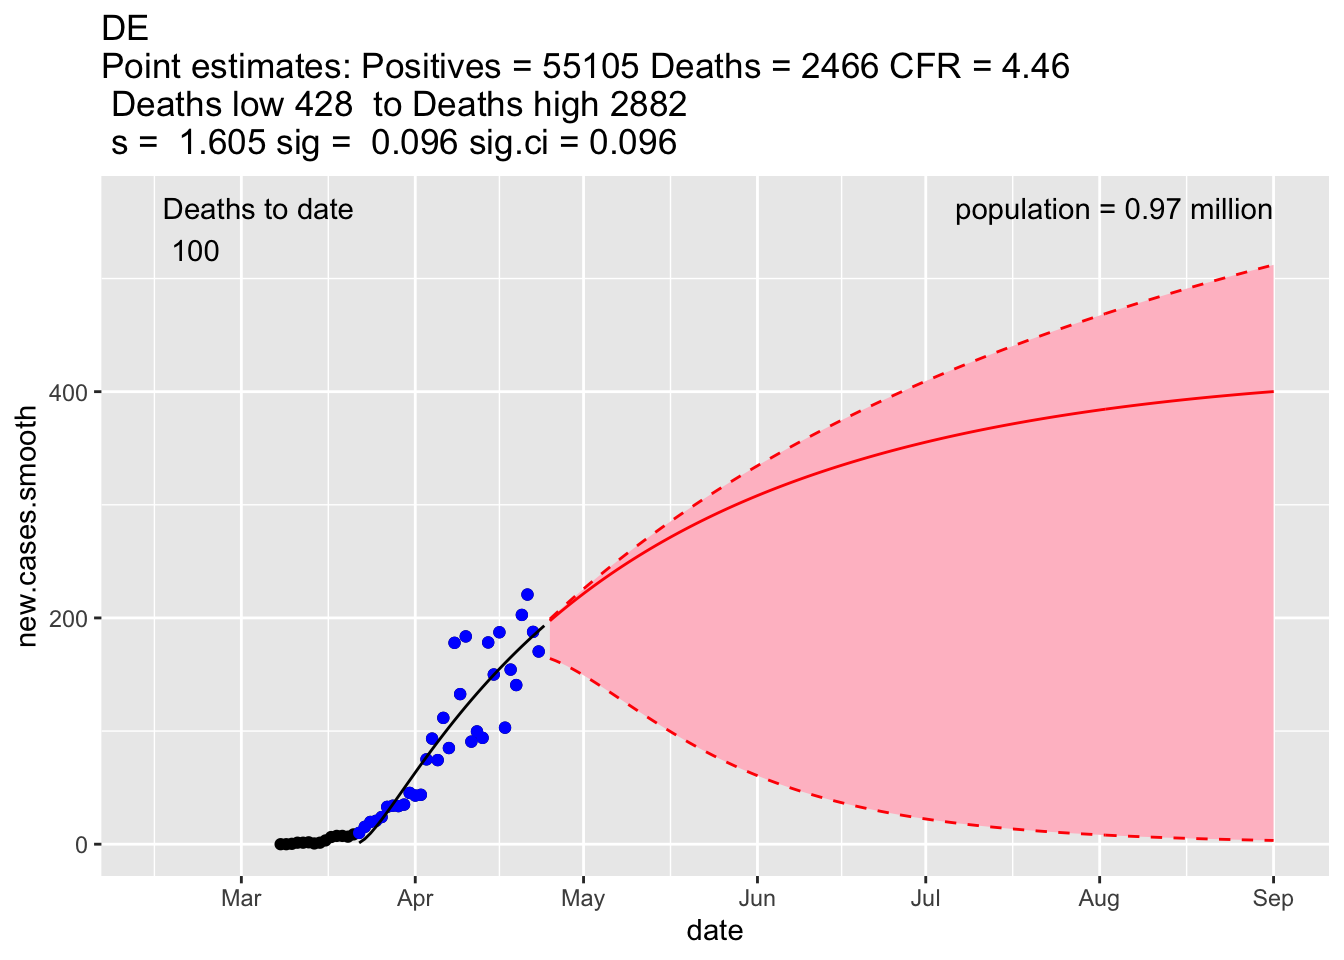 DE
Point estimates: Positives = 55105 Deaths = 2466 CFR = 4.46
Deaths low 428  to Deaths high 2882
s =  1.605 sig =  0.096 sig.ci = 0.096
Deaths to date
100
population = 0.97 million
400
200
0
new.cases.smooth
Mar Apr May Jun Jul Aug Sep
date